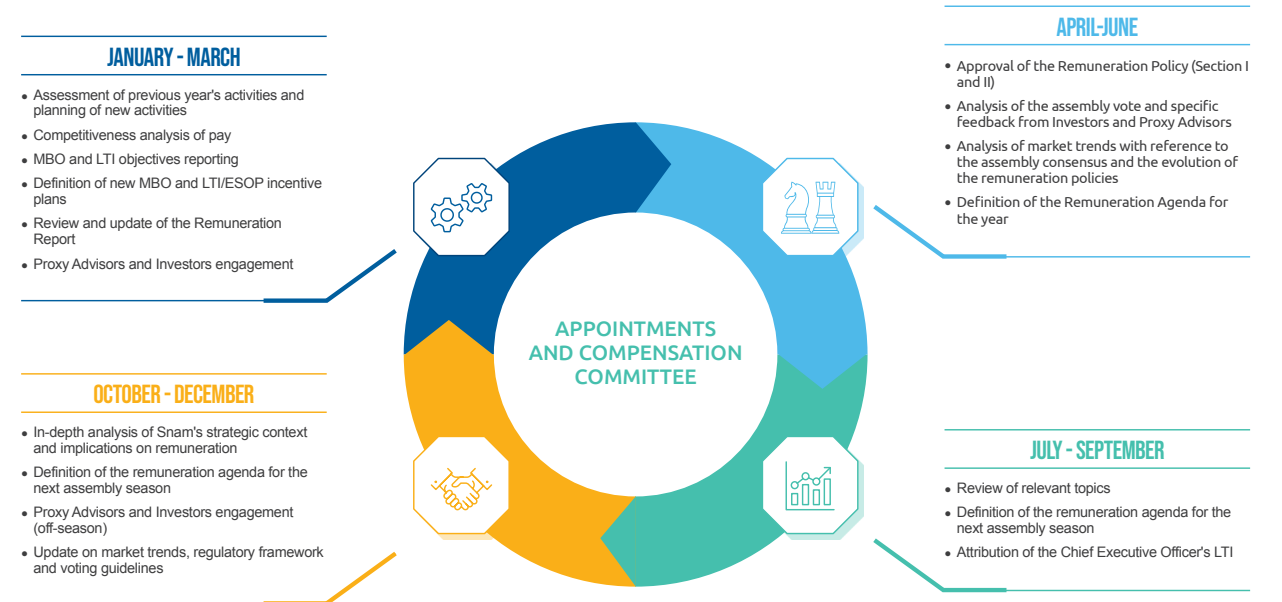 JANUARY - MARCH
• Assessment of previous year's activities and
planning of new activities
• Competitiveness analysis of pay
• MBO and LTI objectives reporting
• Definition of new MBO and LTI/ESOP incentive
plans
• Review and update of the Remuneration
Report
• Proxy Advisors and Investors engagement
APRIL-JUNE
• Approval of the Remuneration Policy (Section I
and II)
• Analysis of the assembly vote and specific
feedback from Investors and Proxy Advisors
• Analysis of market trends with reference to
the assembly consensus and the evolution of
the remuneration policies
• Definition of the Remuneration Agenda for
the year
APPOINTMENTS
AND COMPENSATION
COMMITTEE
OCTOBER - DECEMBER
• In-depth analysis of Snam's strategic context
and implications on remuneration
• Definition of the remuneration agenda for the
next assembly season
• Proxy Advisors and Investors engagement
(off-season)
• Update on market trends, regulatory framework
and voting guidelines
JULY - SEPTEMBER
• Review of relevant topics
• Definition of the remuneration agenda for the
next assembly season
• Attribution of the Chief Executive Officer's LTI